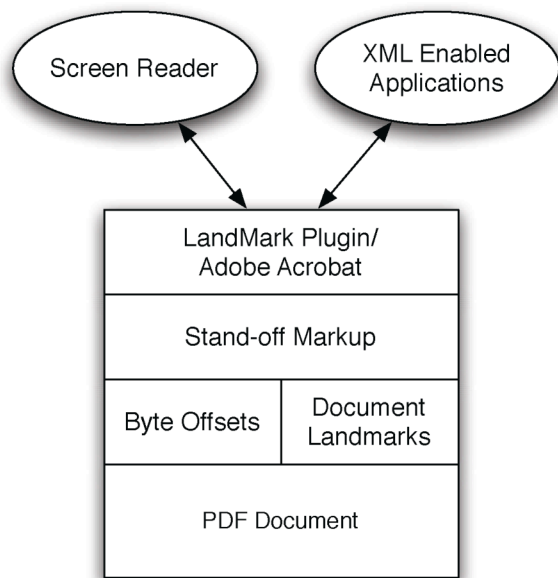 Screen Reader
XML Enabled
Applications
LandMark Plugin/
Adobe Acrobat
Stand-off Markup
Byte Offsets
Document
Landmarks
PDF Document